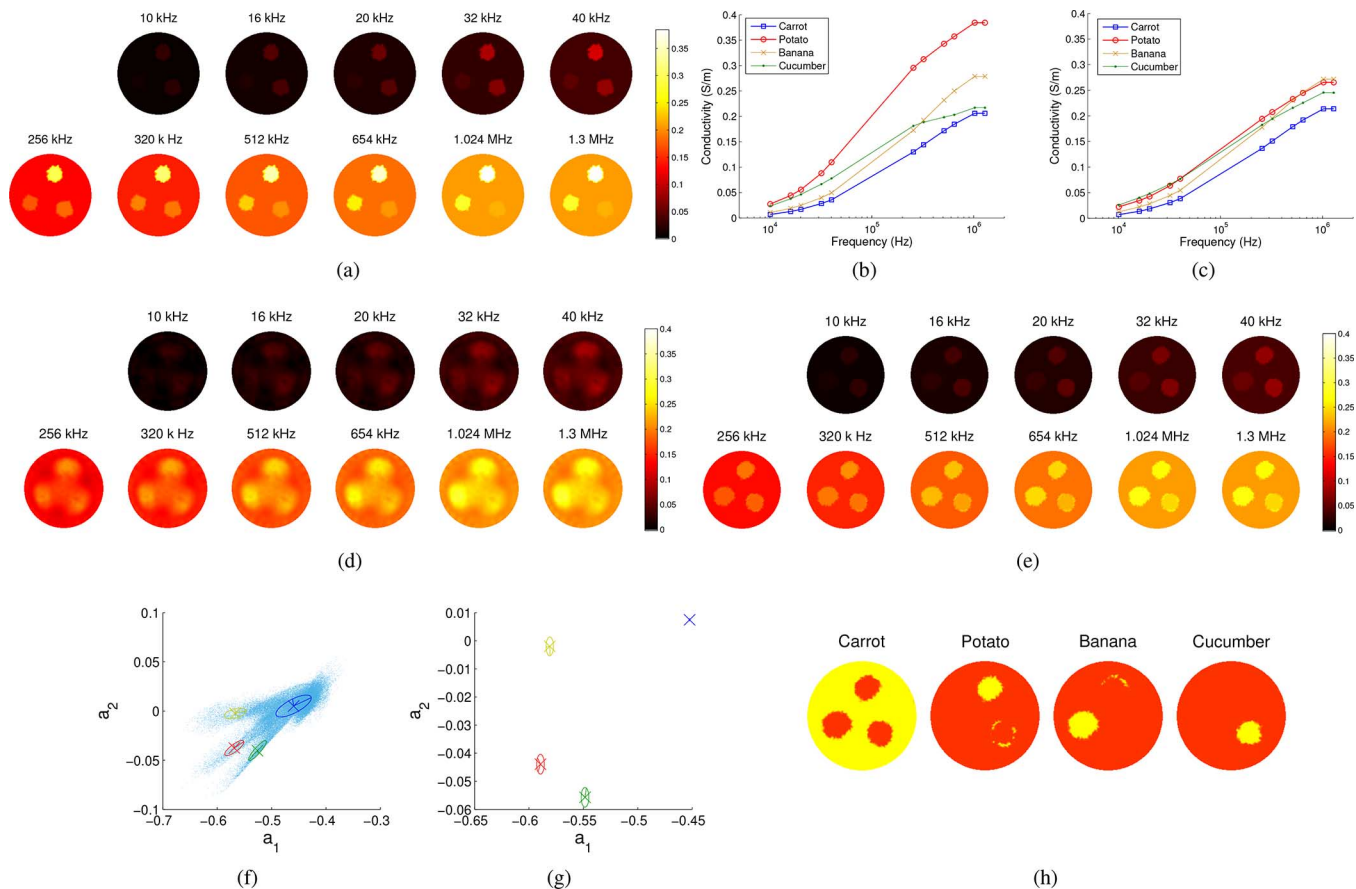 10 kHz 16 kHz 20 kHz 32 kHz 40 kHz
256 kHz 320 k Hz 512 kHz 654 kHz 1.024 MHz 1.3 MHz
0.35
0.3
0.25
0.2
0.15
0.1
0.05
0
(a)
Conductivity (S/m)
0.4
0.35
0.3
0.25
0.2
0.15
0.1
0.05
0
Carrot
Potato
Banana
Cucumber
10^4 10^5 10^6
Frequency (Hz)
(b)
Conductivity (S/m)
0.4
0.35
0.3
0.25
0.2
0.15
0.1
0.05
0
Carrot
Potato
Banana
Cucumber
10^4 10^5 10^6
Frequency (Hz)
(c)
10 kHz 16 kHz 20 kHz 32 kHz 40 kHz
256 kHz 320 k Hz 512 kHz 654 kHz 1.024 MHz 1.3 MHz
0.4
0.35
0.3
0.25
0.2
0.15
0.1
0.05
0
(d)
10 kHz 16 kHz 20 kHz 32 kHz 40 kHz
256 kHz 320 k Hz 512 kHz 654 kHz 1.024 MHz 1.3 MHz
0.4
0.35
0.3
0.25
0.2
0.15
0.1
0.05
0
(e)
a_2
0.1
0.05
0
−0.05
−0.1
−0.7 −0.6 −0.5 −0.4 −0.3
a_1
(f)
a_2
0.01
0
−0.01
−0.02
−0.03
−0.04
−0.05
−0.06
−0.65 −0.6 −0.55 −0.5 −0.45
a_1
(g)
Carrot Potato Banana Cucumber
(h)